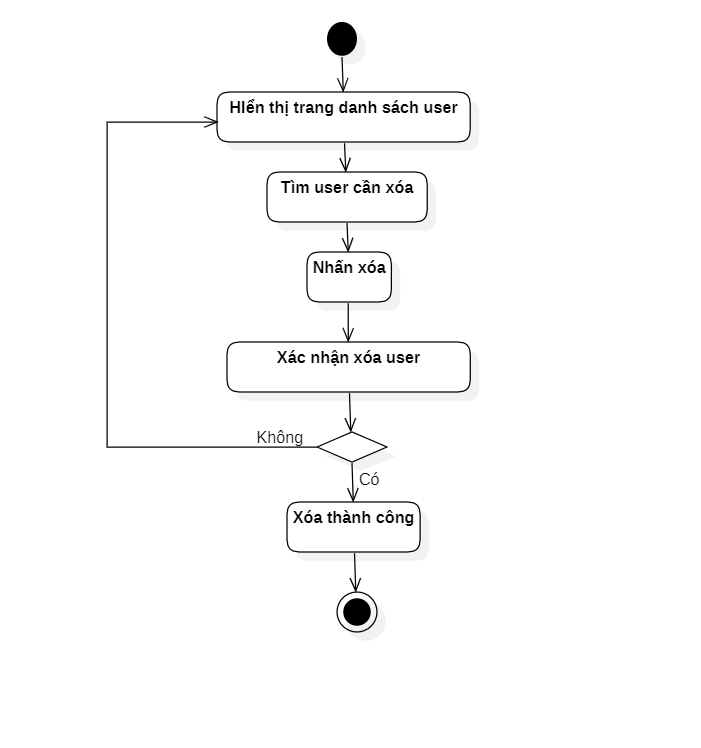 HIển thị trang danh sách user
Tìm user cần xóa
Nhấn xóa
Xác nhận xóa user
Không
Có
Xóa thành công